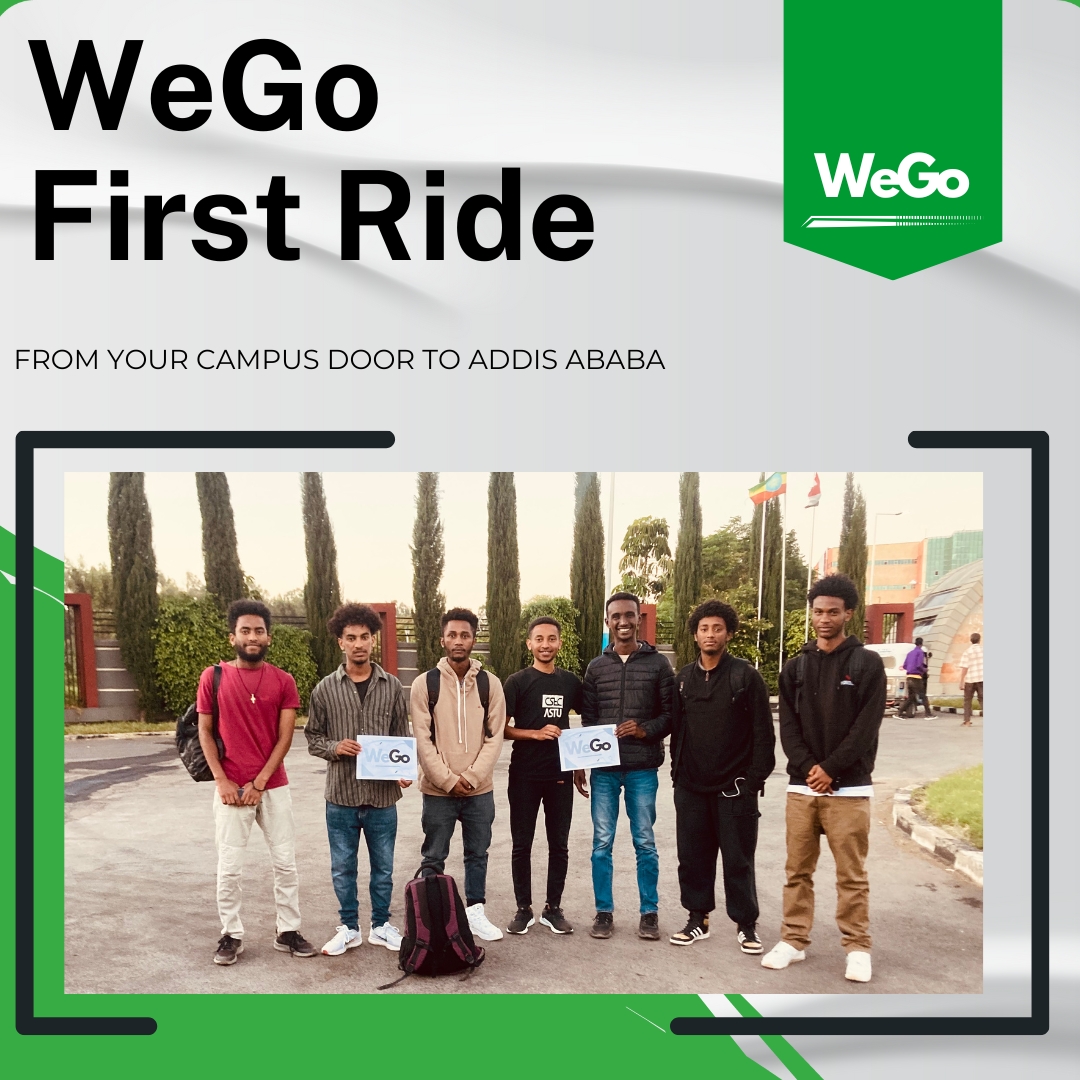 WeGo
First Ride
WeGo
FROM YOUR CAMPUS DOOR TO ADDIS ABABA
CSEC
ASTU
WeGo
WeGo